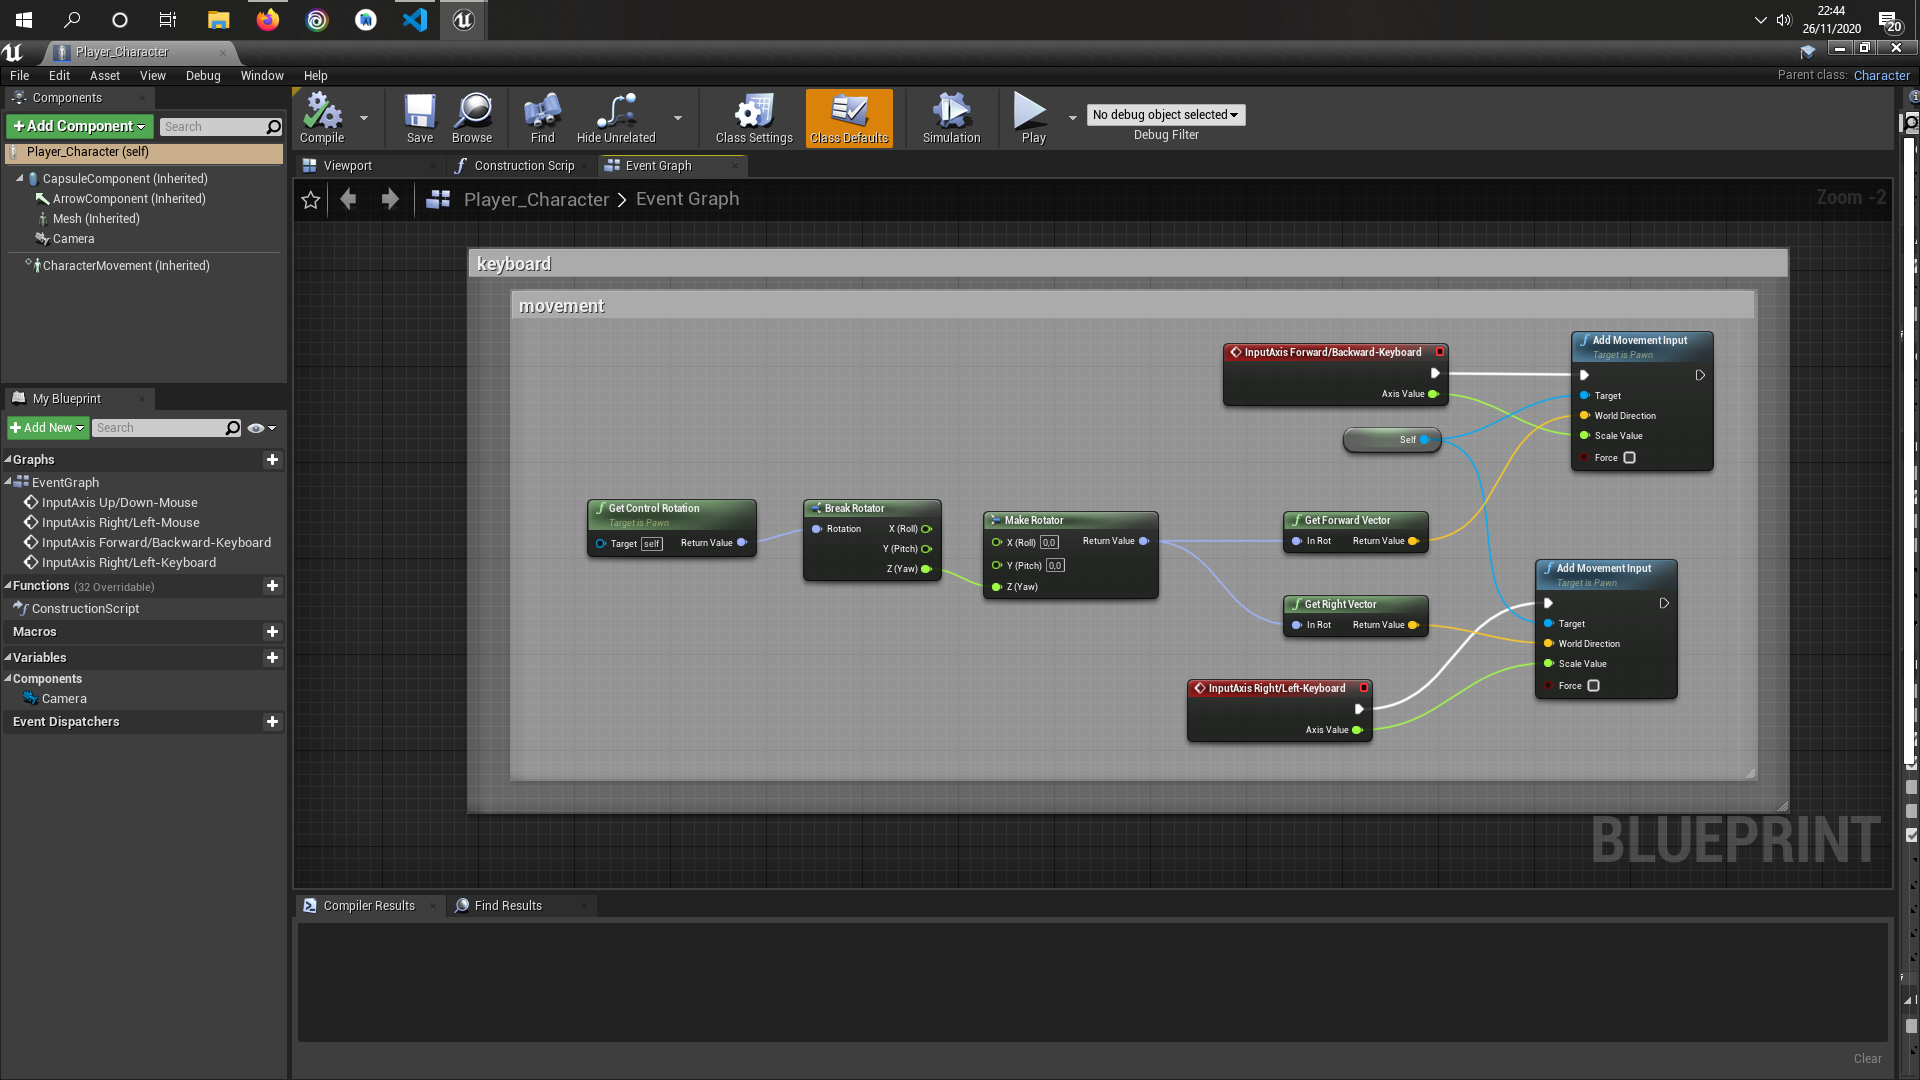 22:44
26/11/2020
20
Player_Character
File Edit Asset View Debug Window Help
Parent class: Character
Components
+ Add Component
Search
Player_Character (self)
CapsuleComponent (Inherited)
ArrowComponent (Inherited)
Mesh (Inherited)
Camera
CharacterMovement (Inherited)
Compile
Save
Browse
Find
Hide Unrelated
Class Settings
Class Defaults
Simulation
Play
No debug object selected
Debug Filter
Viewport
Construction Scrip
Event Graph
Player_Character > Event Graph
Zoom -2
keyboard
movement
InputAxis Forward/Backward-Keyboard
Axis Value
Add Movement Input
Target is Pawn
Target
World Direction
Scale Value
Force
Self
Get Control Rotation
Target is Pawn
Target self
Return Value
Break Rotator
Rotation
X (Roll)
Y (Pitch)
Z (Yaw)
Make Rotator
X (Roll) 0,0
Return Value
Y (Pitch) 0,0
Z (Yaw)
Get Forward Vector
In Rot
Return Value
Get Right Vector
In Rot
Return Value
Add Movement Input
Target is Pawn
Target
World Direction
Scale Value
Force
InputAxis Right/Left-Keyboard
Axis Value
BLUEPRINT
My Blueprint
+ Add New
Search
Graphs
EventGraph
InputAxis Up/Down-Mouse
InputAxis Right/Left-Mouse
InputAxis Forward/Backward-Keyboard
InputAxis Right/Left-Keyboard
Functions (32 Overridable)
ConstructionScript
Macros
Variables
Components
Camera
Event Dispatchers
Compiler Results
Find Results
Clear